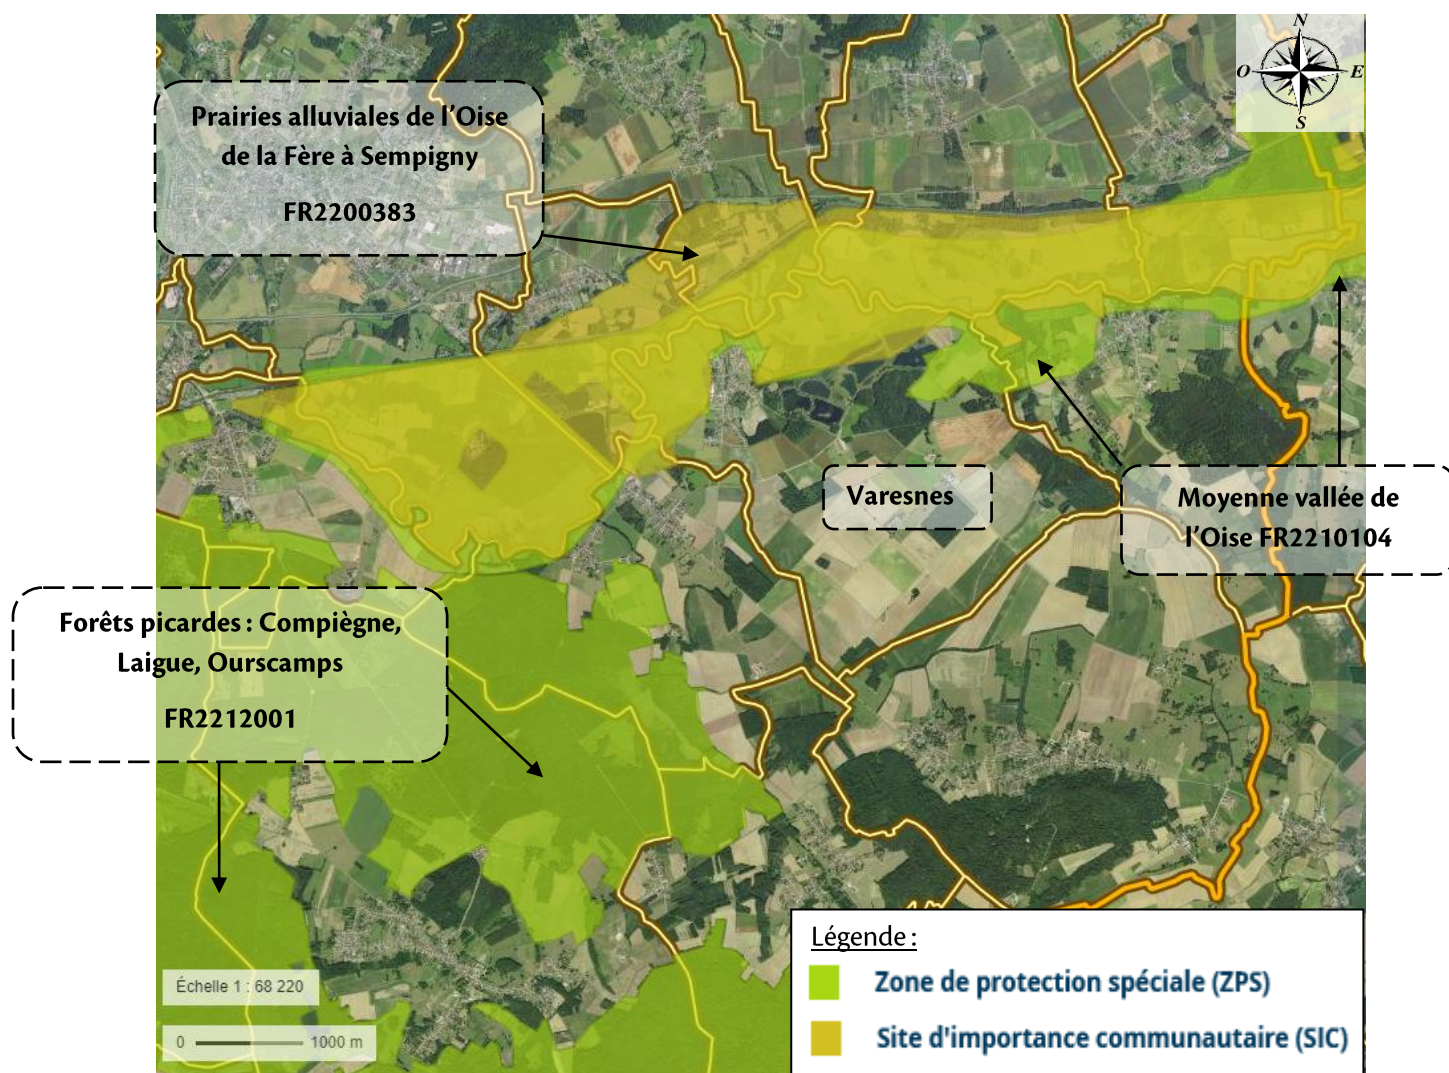 N
O
E
S
Prairies alluviales de l'Oise
de la Fère à Sempigny
FR2200383
Varesnes
Moyenne vallée de
l'Oise FR2210104
Forêts picardes : Compiègne,
Laigue, Ourscamps
FR2212001
Légende :
Zone de protection spéciale (ZPS)
Site d'importance communautaire (SIC)
Échelle 1 : 68 220
0 1000 m